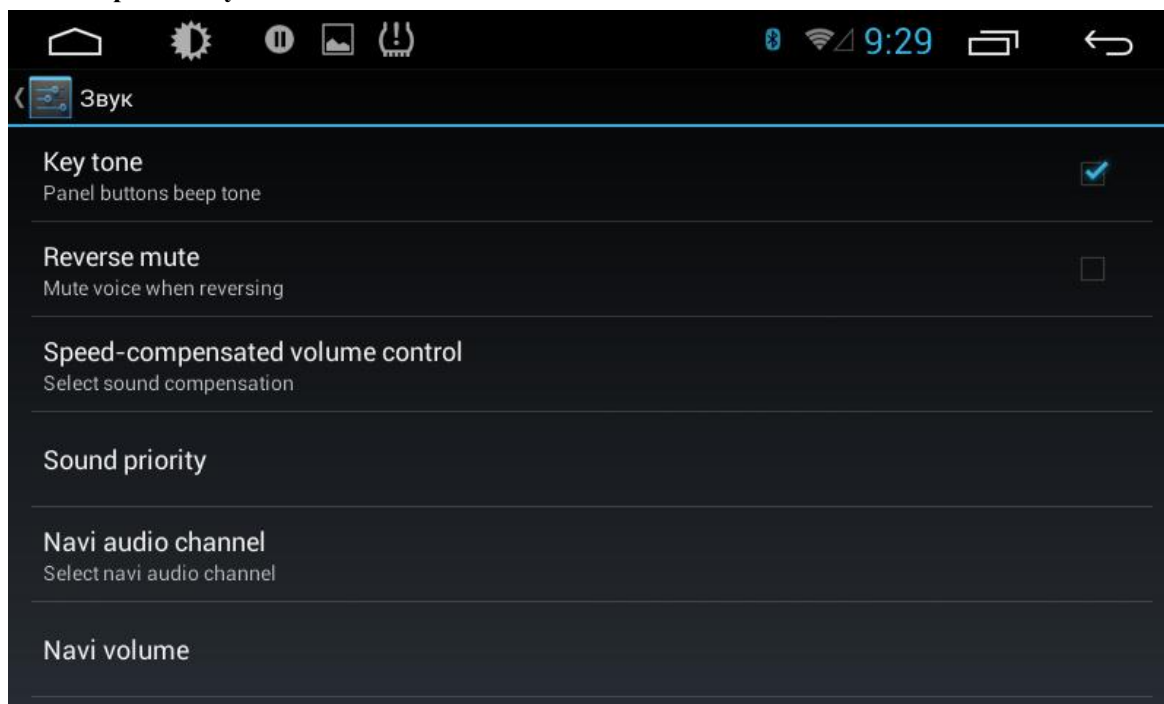 9:29
Звук
Key tone
Panel buttons beep tone
Reverse mute
Mute voice when reversing
Speed-compensated volume control
Select sound compensation
Sound priority
Navi audio channel
Select navi audio channel
Navi volume